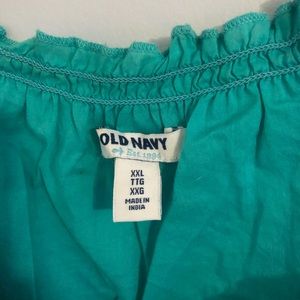 OLD NAVY
Est. 1994
XXL
TTG
XXG
MADE IN
INDIA